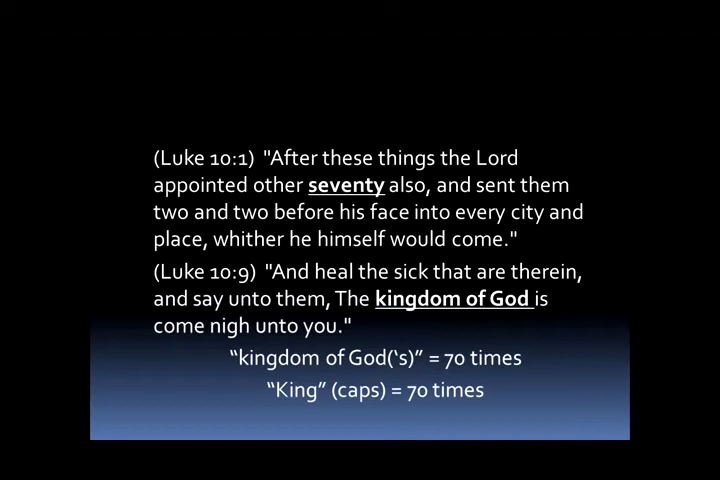 (Luke 10:1)  "After these things the Lord
appointed other seventy also, and sent them
two and two before his face into every city and
place, whither he himself would come."
(Luke 10:9)  "And heal the sick that are therein,
and say unto them, The kingdom of God is
come nigh unto you."
“kingdom of God(‘s)” = 70 times
“King” (caps) = 70 times